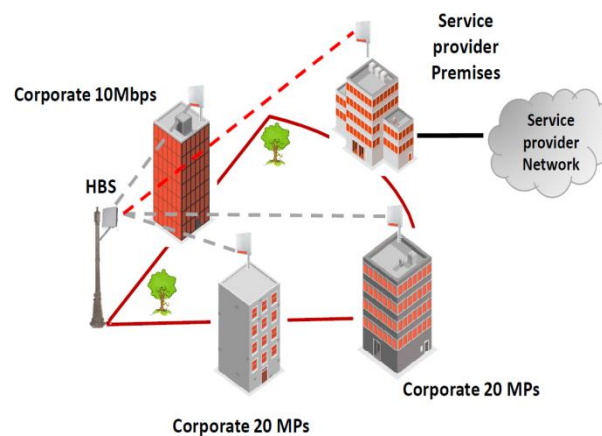 Service
provider
Premises
Corporate 10Mbps
Service
provider
Network
HBS
Corporate 20 MPs
Corporate 20 MPs